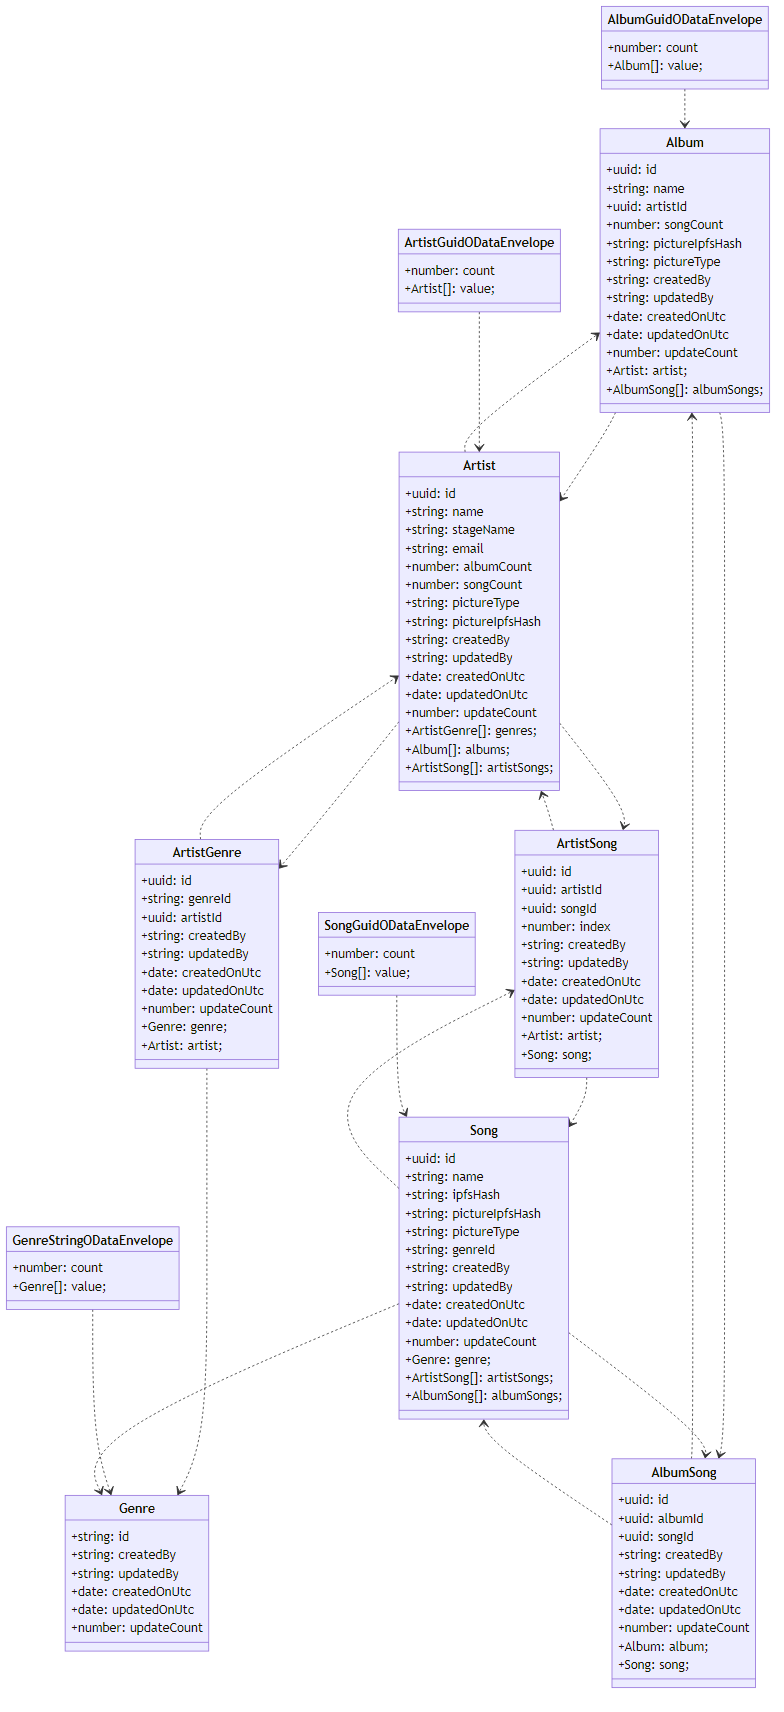 AlbumGuidODataEnvelope
+number: count
+Album[]: value;
Album
+uuid: id
+string: name
+uuid: artistId
+number: songCount
+string: pictureIpfsHash
+string: pictureType
+string: createdBy
+string: updatedBy
+date: createdOnUtc
+date: updatedOnUtc
+number: updateCount
+Artist: artist;
+AlbumSong[]: albumSongs;
ArtistGuidODataEnvelope
+number: count
+Artist[]: value;
Artist
+uuid: id
+string: name
+string: stageName
+string: email
+number: albumCount
+number: songCount
+string: pictureType
+string: pictureIpfsHash
+string: createdBy
+string: updatedBy
+date: createdOnUtc
+date: updatedOnUtc
+number: updateCount
+ArtistGenre[]: genres;
+Album[]: albums;
+ArtistSong[]: artistSongs;
ArtistGenre
+uuid: id
+string: genreId
+uuid: artistId
+string: createdBy
+string: updatedBy
+date: createdOnUtc
+date: updatedOnUtc
+number: updateCount
+Genre: genre;
+Artist: artist;
ArtistSong
+uuid: id
+uuid: artistId
+uuid: songId
+number: index
+string: createdBy
+string: updatedBy
+date: createdOnUtc
+date: updatedOnUtc
+number: updateCount
+Artist: artist;
+Song: song;
SongGuidODataEnvelope
+number: count
+Song[]: value;
Song
+uuid: id
+string: name
+string: ipfsHash
+string: pictureIpfsHash
+string: pictureType
+string: genreId
+string: createdBy
+string: updatedBy
+date: createdOnUtc
+date: updatedOnUtc
+number: updateCount
+Genre: genre;
+ArtistSong[]: artistSongs;
+AlbumSong[]: albumSongs;
GenreStringODataEnvelope
+number: count
+Genre[]: value;
Genre
+string: id
+string: createdBy
+string: updatedBy
+date: createdOnUtc
+date: updatedOnUtc
+number: updateCount
AlbumSong
+uuid: id
+uuid: albumId
+uuid: songId
+string: createdBy
+string: updatedBy
+date: createdOnUtc
+date: updatedOnUtc
+number: updateCount
+Album: album;
+Song: song;